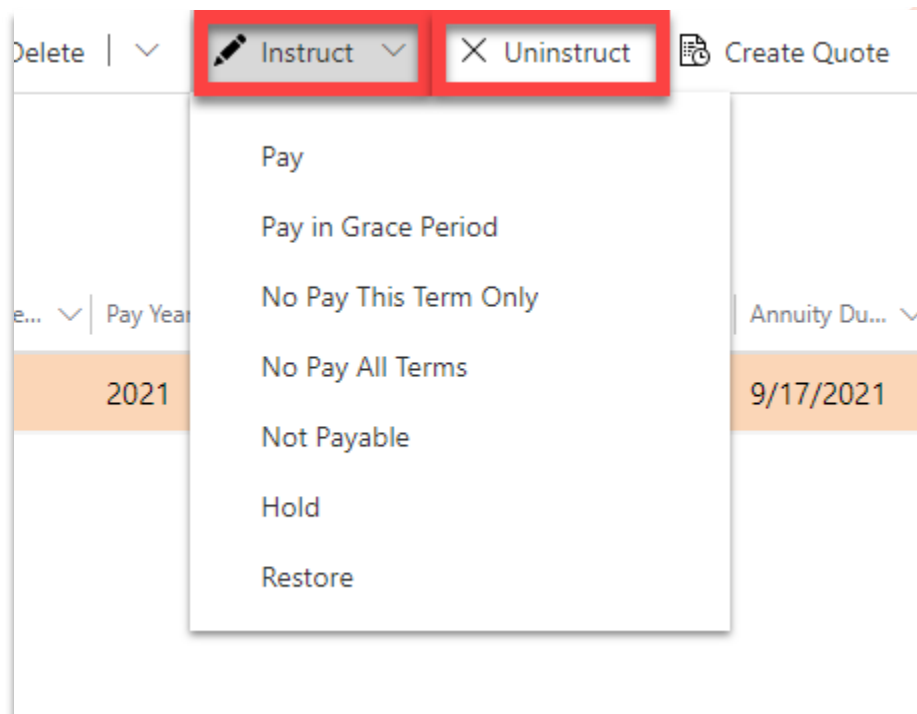 Delete Instruct Uninstruct Create Quote
Pay
Pay in Grace Period
No Pay This Term Only
e... Pay Year Annuity Du...
No Pay All Terms
2021 9/17/2021
Not Payable
Hold
Restore